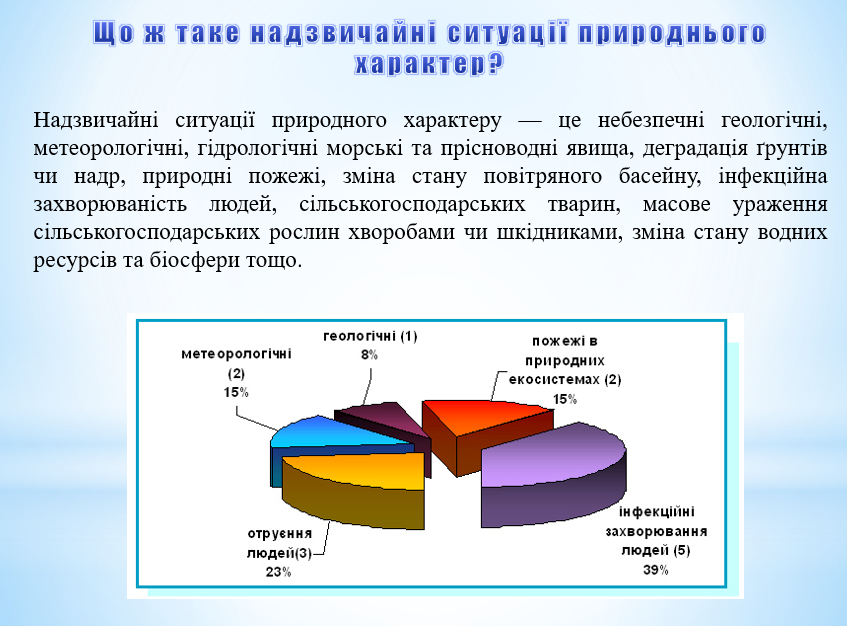 Що ж таке надзвичайні ситуації природнього
характер?
Надзвичайні ситуації природного характеру — це небезпечні геологічні,
метеорологічні, гідрологічні морські та прісноводні явища, деградація ґрунтів
чи надр, природні пожежі, зміна стану повітряного басейну, інфекційна
захворюваність людей, сільськогосподарських тварин, масове ураження
сільськогосподарських рослин хворобами чи шкідниками, зміна стану водних
ресурсів та біосфери тощо.
геологічні (1)
8%
метеорологічні
(2)
15%
пожежі в
природних
екосистемах (2)
15%
отруєння
людей(3)
23%
інфекційні
захворювання
людей (5)
39%